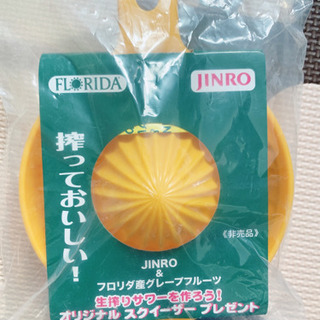 FLORIDA
JINRO
搾っておいしい!
《非売品》
JINRO
&
フロリダ産グレープフルーツ
生搾りサワーを作ろう!
オリジナル スクイーザー プレゼント